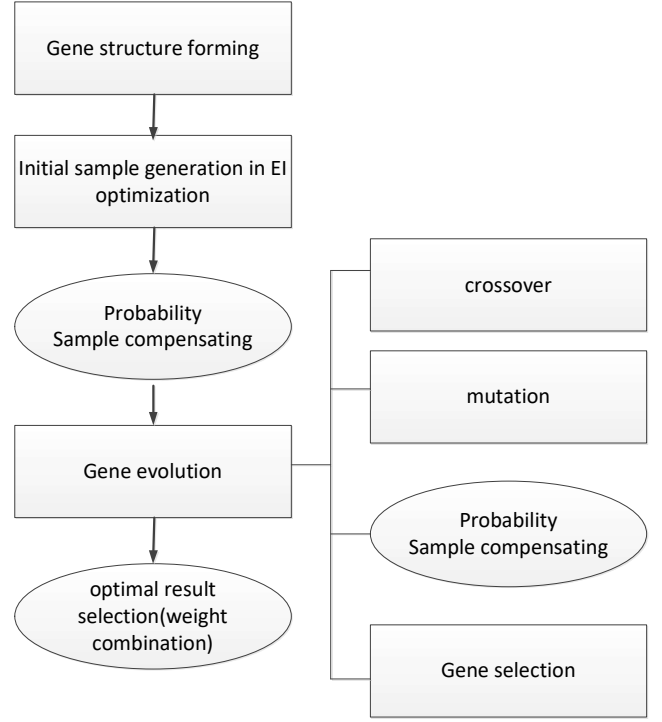 Gene structure forming
Initial sample generation in EI
optimization
Probability
Sample compensating
Gene evolution
optimal result
selection(weight
combination)
crossover
mutation
Probability
Sample compensating
Gene selection